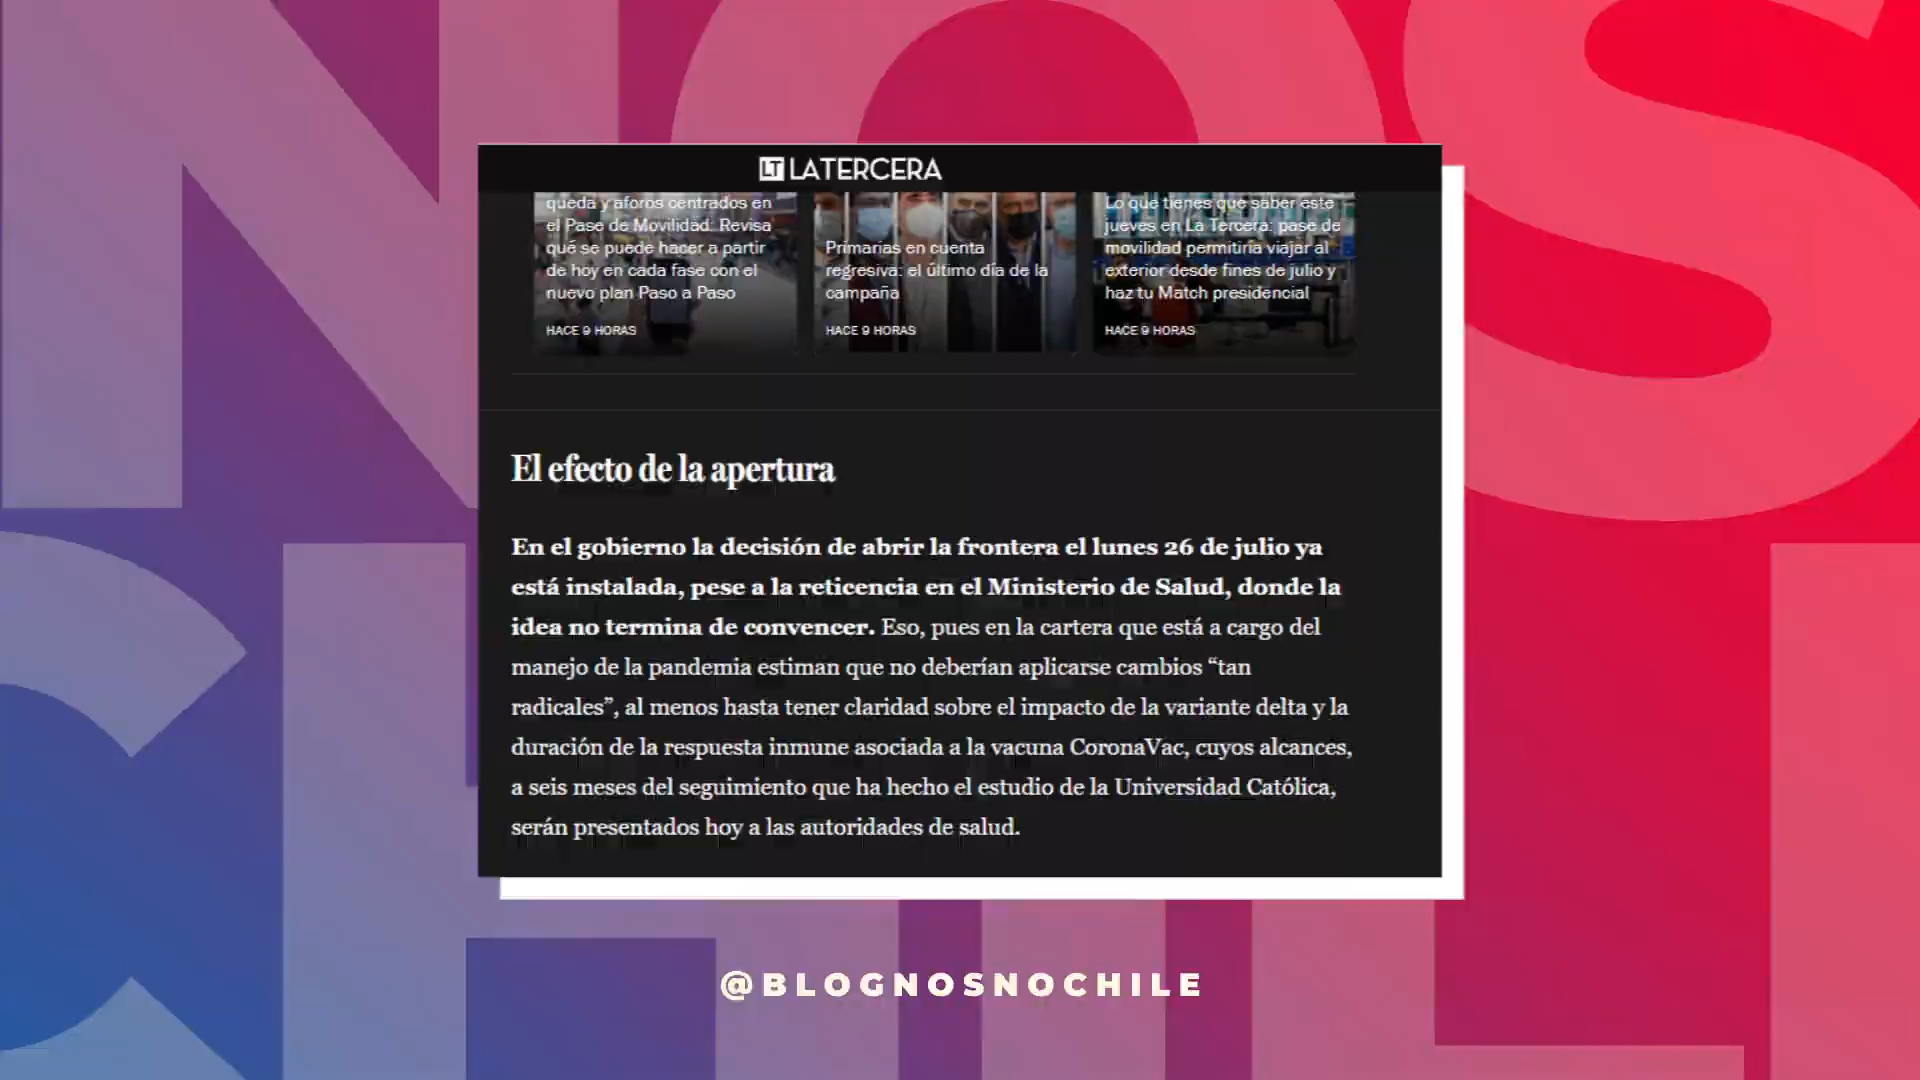 NOS
CHILE
LT LATERCERA
queda y aforos centrados en
el Pase de Movilidad: Revisa
qué se puede hacer a partir
de hoy en cada fase con el
nuevo plan Paso a Paso
HACE 9 HORAS
Primarias en cuenta
regresiva: el último día de la
campaña
HACE 9 HORAS
Lo que tienes que saber este
jueves en La Tercera: pase de
movilidad permitiría viajar al
exterior desde fines de julio y
haz tu Match presidencial
HACE 9 HORAS
El efecto de la apertura
En el gobierno la decisión de abrir la frontera el lunes 26 de julio ya
está instalada, pese a la reticencia en el Ministerio de Salud, donde la
idea no termina de convencer. Eso, pues en la cartera que está a cargo del
manejo de la pandemia estiman que no deberían aplicarse cambios “tan
radicales”, al menos hasta tener claridad sobre el impacto de la variante delta y la
duración de la respuesta inmune asociada a la vacuna CoronaVac, cuyos alcances,
a seis meses del seguimiento que ha hecho el estudio de la Universidad Católica,
serán presentados hoy a las autoridades de salud.
@BLOGNOSNOCHILE